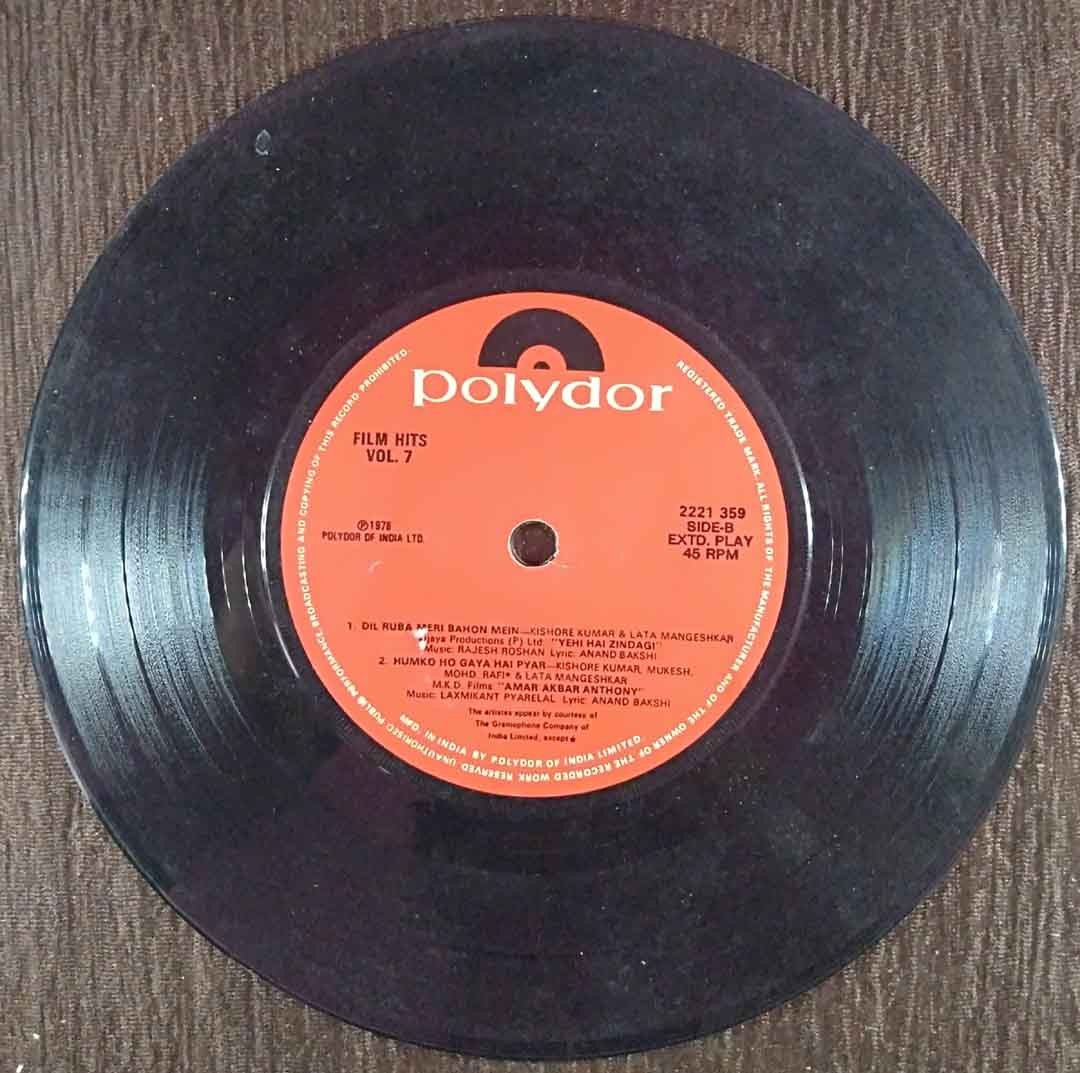 polydor
FILM HITS
VOL. 7
℗ 1978
POLYDOR OF INDIA LTD.
2221 359
SIDE-B
EXTD. PLAY
45 RPM
1. DIL RUBA MERI BAHON MEIN—KISHORE KUMAR & LATA MANGESHKAR
Vijaya Productions (P) Ltd. "YEHI HAI ZINDAGI"
Music: RAJESH ROSHAN Lyric: ANAND BAKSHI
2. HUMKO HO GAYA HAI PYAR—KISHORE KUMAR, MUKESH,
MOHD. RAFI* & LATA MANGESHKAR
M.K.D. Films "AMAR AKBAR ANTHONY"
Music: LAXMIKANT PYARELAL Lyric: ANAND BAKSHI
The artistes appear by courtesy of
The Gramophone Company of
India Limited, except
REGISTERED TRADE MARK. ALL RIGHTS OF THE MANUFACTURER AND OF THE OWNER OF THE RECORDED WORK RESERVED. UNAUTHORISED PUBLIC PERFORMANCE, BROADCASTING AND COPYING OF THIS RECORD PROHIBITED.
MFD. IN INDIA BY POLYDOR OF INDIA LIMITED.